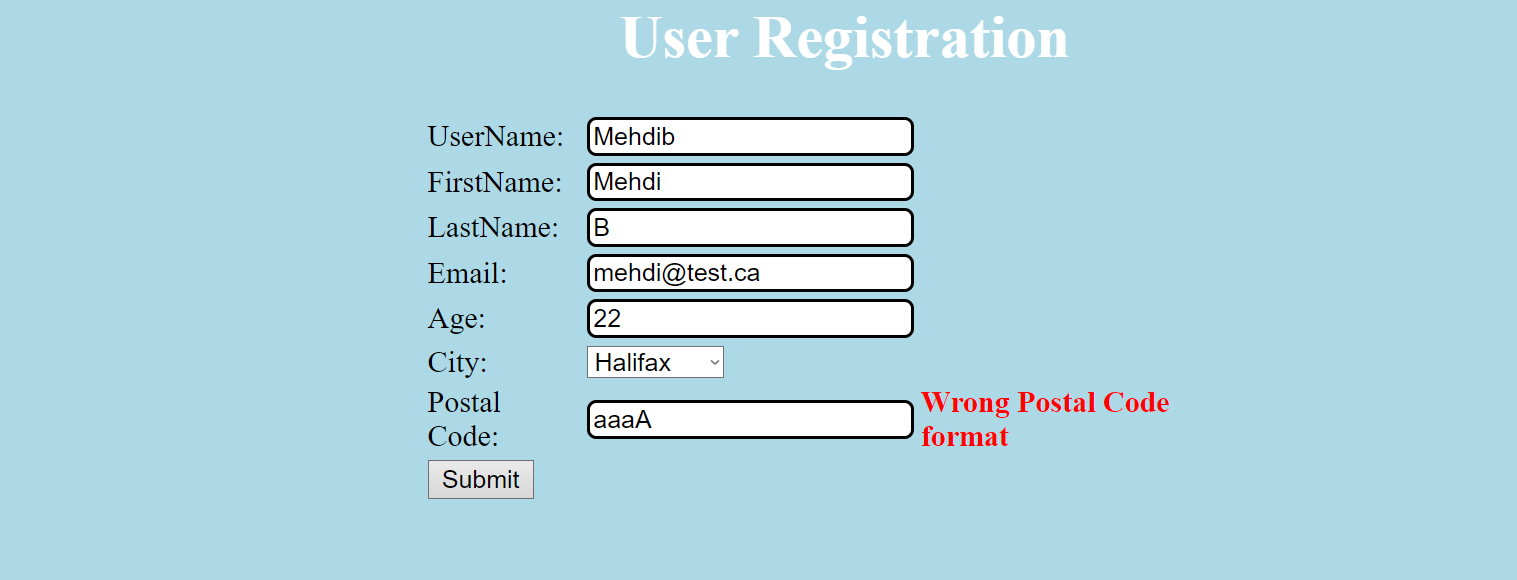 User Registration
UserName: Mehdib
FirstName: Mehdi
LastName: B
Email: mehdi@test.ca
Age: 22
City: Halifax
Postal
Code: aaaA Wrong Postal Code
format
Submit